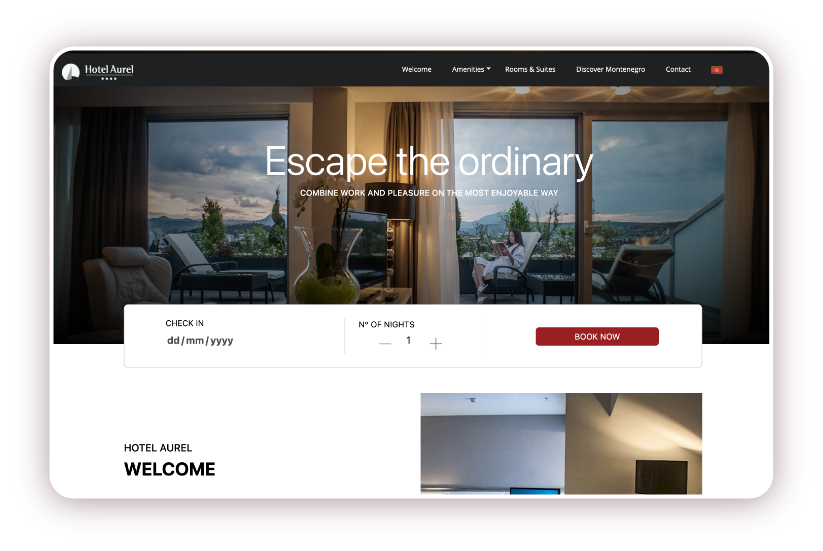 Hotel Aurel
★★★★
Welcome
Amenities
Rooms & Suites
Discover Montenegro
Contact
Escape the ordinary
COMBINE WORK AND PLEASURE ON THE MOST ENJOYABLE WAY
CHECK IN
dd/mm/yyyy
N° OF NIGHTS
— 1 +
BOOK NOW
HOTEL AUREL
WELCOME